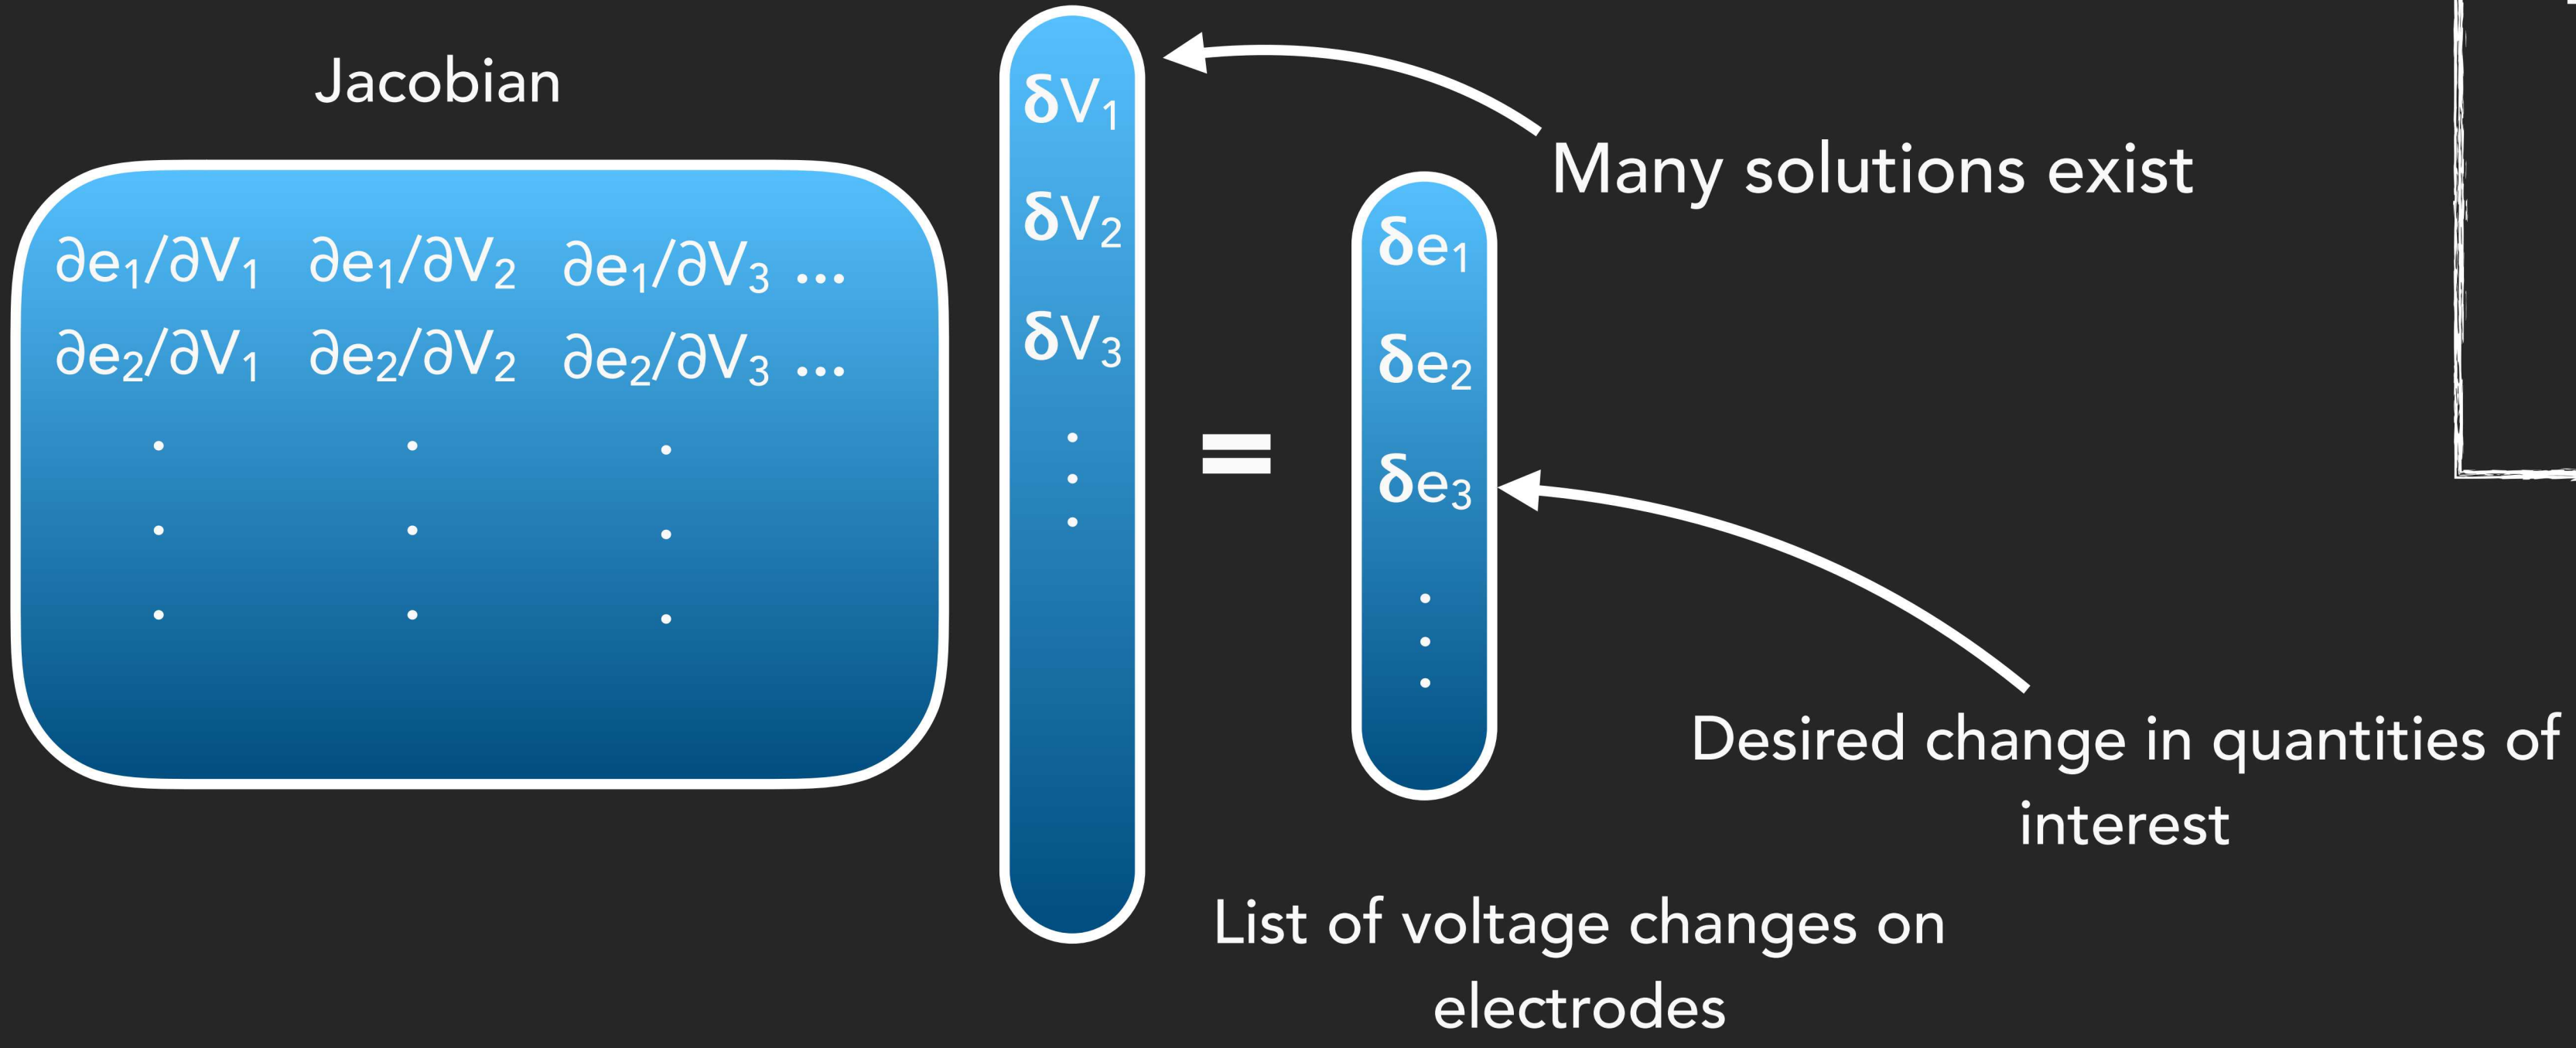 Jacobian
∂e₁/∂V₁ ∂e₁/∂V₂ ∂e₁/∂V₃ ...
∂e₂/∂V₁ ∂e₂/∂V₂ ∂e₂/∂V₃ ...
. . .
. . .
. . .
δV₁
δV₂
δV₃
.
.
.
=
δe₁
δe₂
δe₃
.
.
.
Many solutions exist
Desired change in quantities of
interest
List of voltage changes on
electrodes